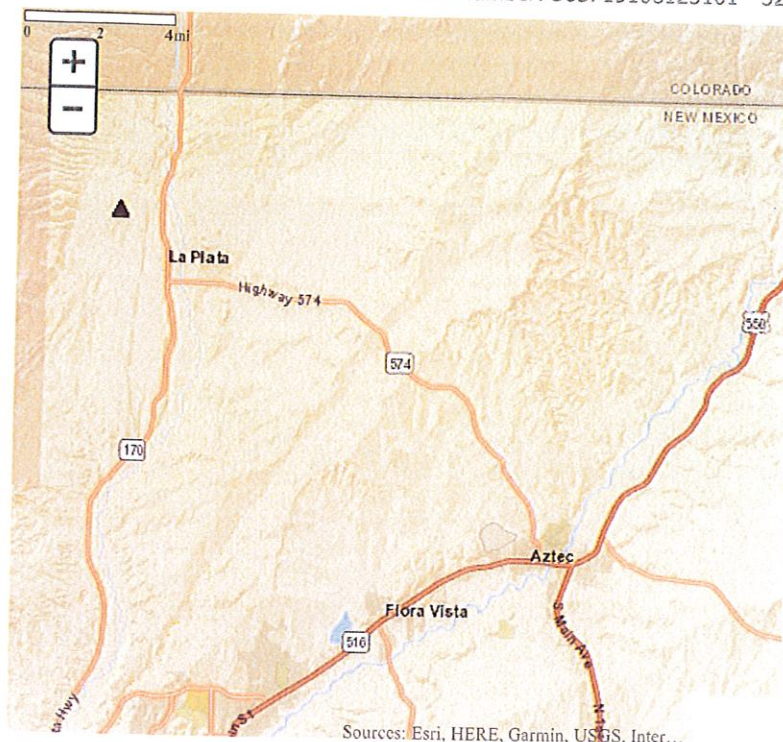 0 2 4mi
+
−
COLORADO
NEW MEXICO
La Plata
Highway 574
550
574
170
Aztec
Flora Vista
516
S Main Ave
Sources: Esri, HERE, Garmin, USGS, Inter...